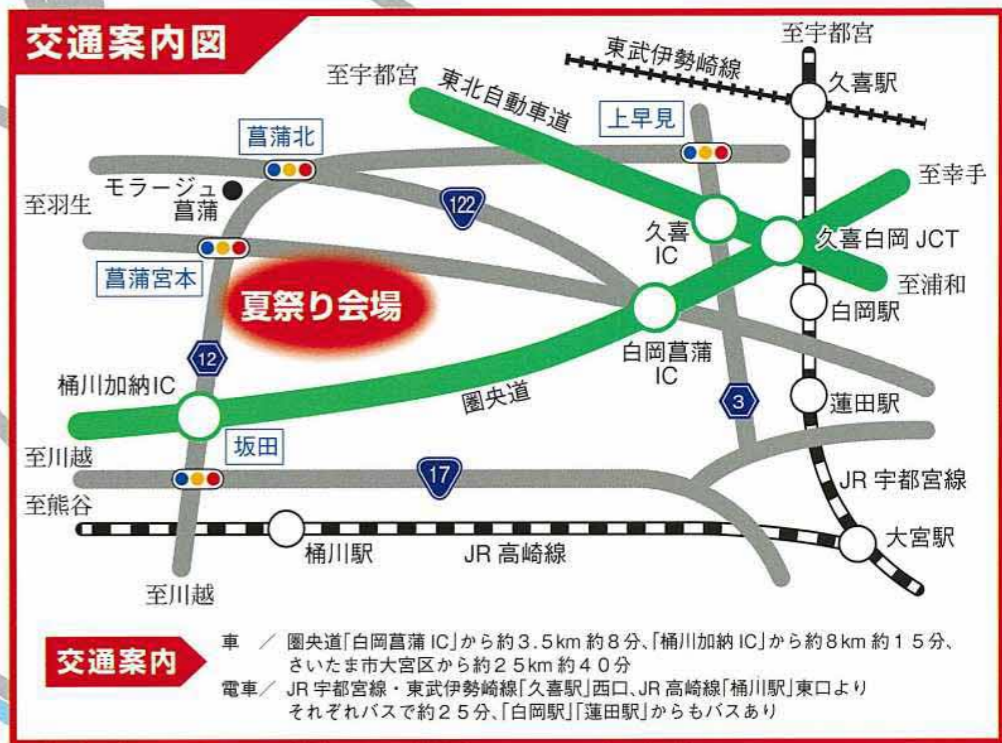 交通案内図
至宇都宮
東武伊勢崎線
久喜駅
至宇都宮
東北自動車道
上早見
菖蒲北
至羽生
モラージュ
菖蒲
122
久喜
IC
至幸手
久喜白岡 JCT
菖蒲宮本
夏祭り会場
至浦和
白岡駅
12
白岡菖蒲
IC
桶川加納IC
圏央道
3
蓮田駅
坂田
至川越
17
至熊谷
JR 宇都宮線
桶川駅
JR 高崎線
大宮駅
至川越
交通案内
車 / 圏央道「白岡菖蒲 IC」から約3.5km 約8分、「桶川加納 IC」から約8km 約15分、
さいたま市大宮区から約25km 約40分
電車/ JR 宇都宮線・東武伊勢崎線「久喜駅」西口、JR 高崎線「桶川駅」東口より
それぞれバスで約25分、「白岡駅」「蓮田駅」からもバスあり